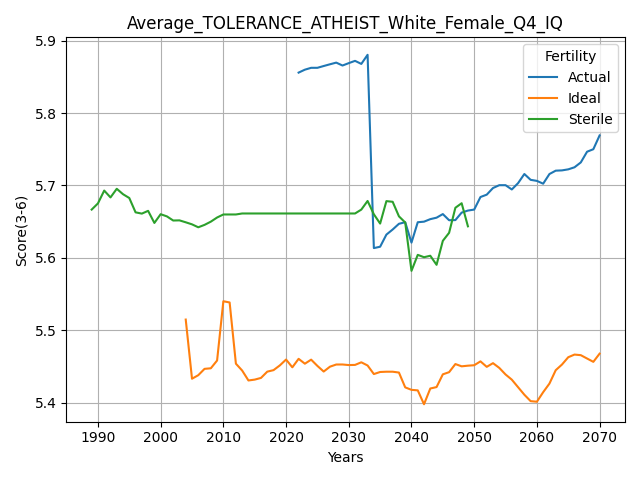 Average_TOLERANCE_ATHEIST_White_Female_Q4_IQ
Score(3-6)
5.9
5.8
5.7
5.6
5.5
5.4
Fertility
Actual
Ideal
Sterile
1990 2000 2010 2020 2030 2040 2050 2060 2070
Years